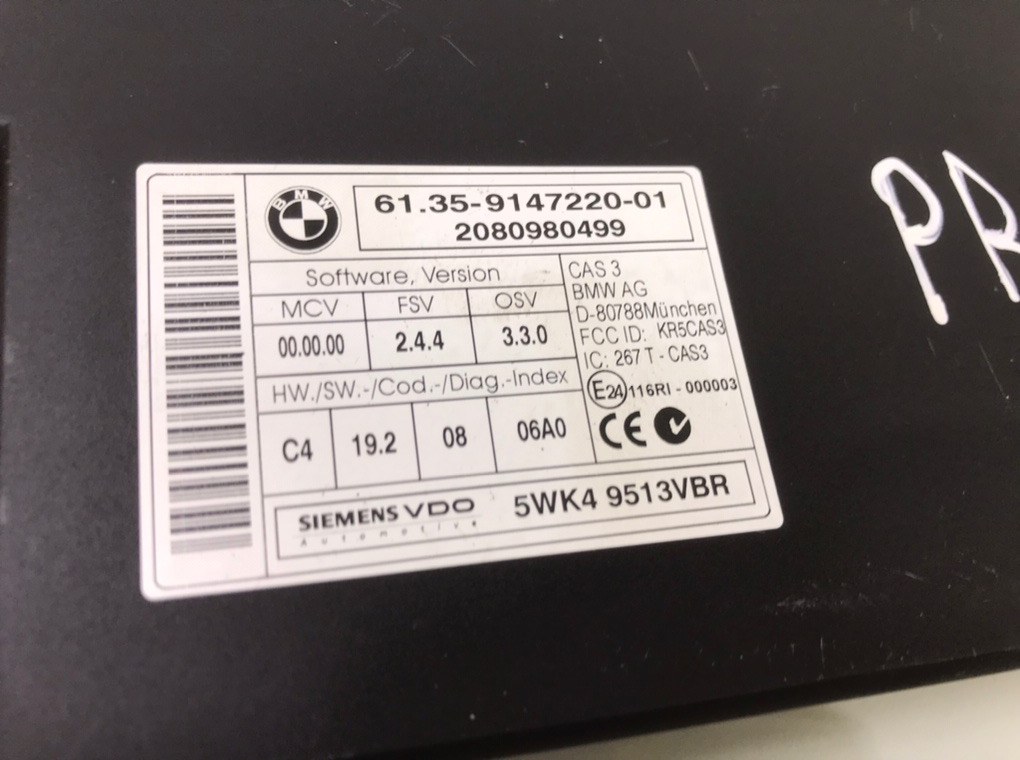 BMW
61.35-9147220-01
2080980499
Software, Version
MCV FSV OSV
00.00.00 2.4.4 3.3.0
HW./SW.-/Cod.-/Diag.-Index
C4 19.2 08 06A0
CAS 3
BMW AG
D-80788München
FCC ID: KR5CAS3
IC: 267 T - CAS3
E24 116RI - 000003
CE
SIEMENS VDO
Automotive
5WK4 9513VBR
PR